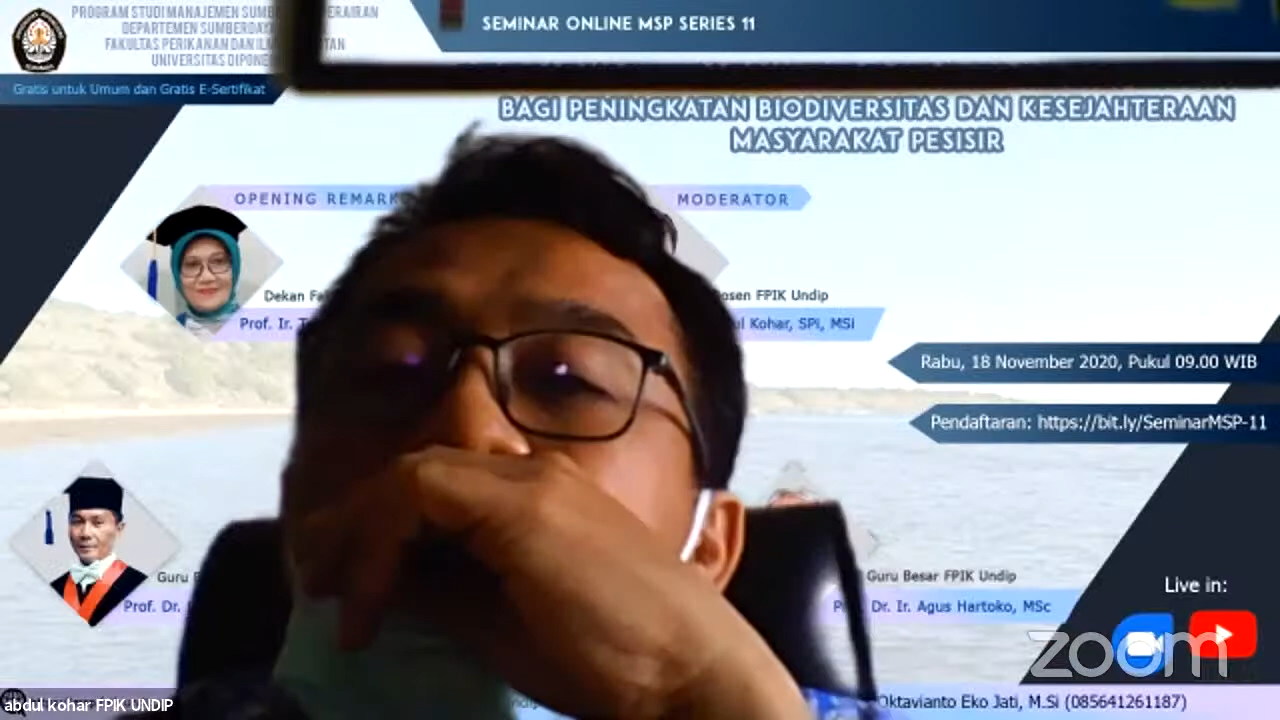 PROGRAM STUDI MANAJEMEN SUMB ERAIRAN
DEPARTEMEN SUMBERDAY
FAKULTAS PERIKANAN DAN ILM UTAN
UNIVERSITAS DIPONE
Gratis untuk Umum dan Gratis E-Sertifikat
SEMINAR ONLINE MSP SERIES 11
BAGI PENINGKATAN BIODIVERSITAS DAN KESEJAHTERAAN
MASYARAKAT PESISIR
OPENING REMARK
MODERATOR
Dekan Fa
Prof. Ir. T
osen FPIK Undip
ul Kohar, SPi, MSi
Rabu, 18 November 2020, Pukul 09.00 WIB
Pendaftaran: https://bit.ly/SeminarMSP-11
Guru B
Prof. Dr.
Guru Besar FPIK Undip
Dr. Ir. Agus Hartoko, MSc
Live in:
zoom
Oktavianto Eko Jati, M.Si (085641261187)
abdul kohar FPIK UNDIP